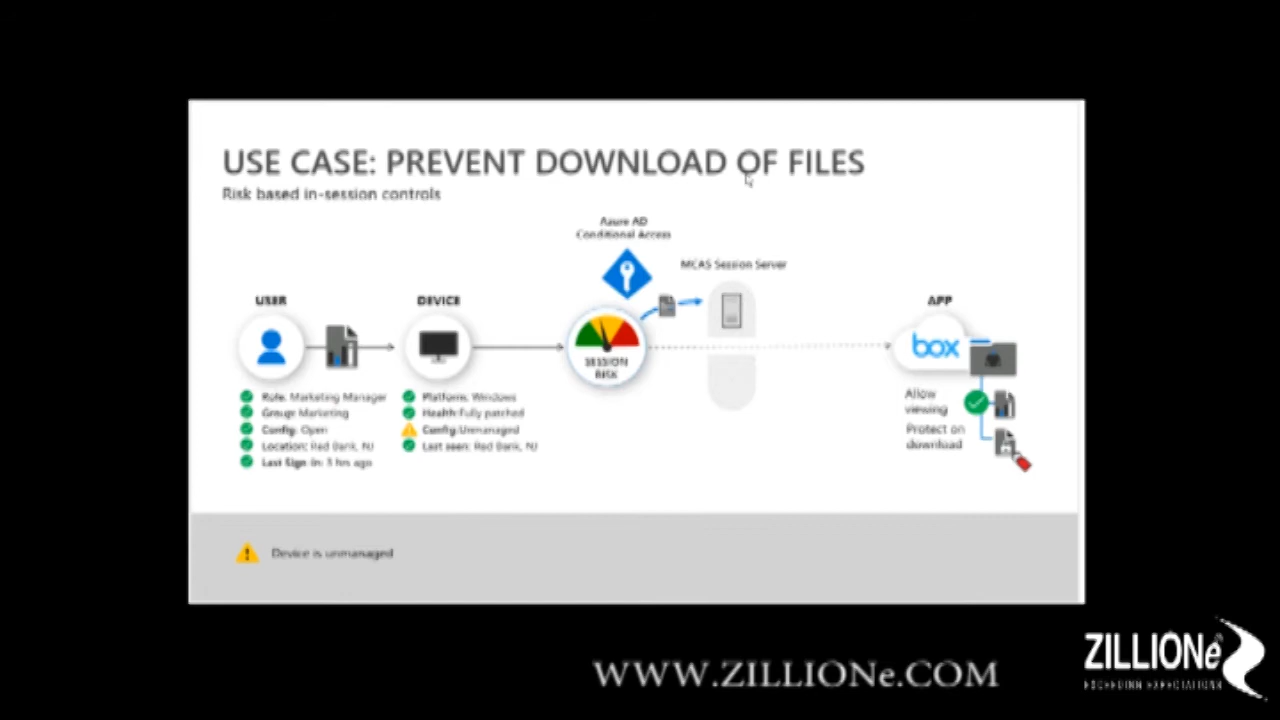 USE CASE: PREVENT DOWNLOAD OF FILES
Risk based in-session controls
Azure AD
Conditional Access
MCAS Session Server
USER
DEVICE
APP
SESSION
RISK
box
Role: Marketing Manager
Group: Marketing
Config: Open
Location: Red Bank, NJ
Last Sign-In: 3 hrs ago
Platform: Windows
Health: Fully patched
Config: Unmanaged
Last seen: Red Bank, NJ
Allow
viewing
Protect on
download
Device is unmanaged
WWW.ZILLIONe.COM
ZILLIONe
EXCEEDING EXPECTATIONS